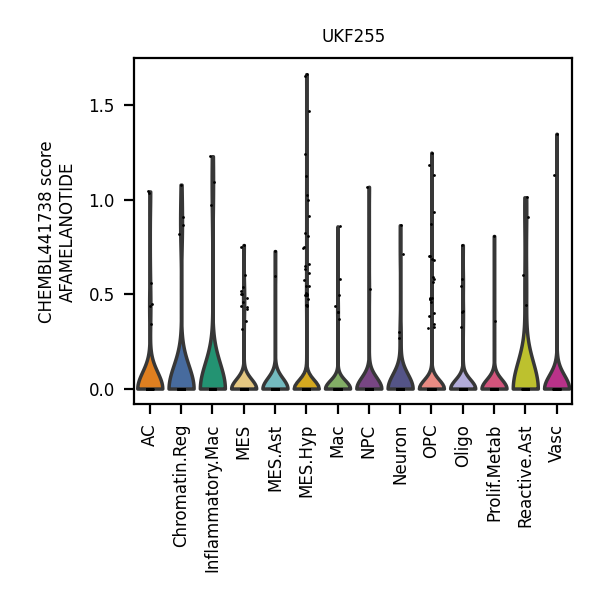 UKF255
CHEMBL441738 score
AFAMELANOTIDE
1.5
1.0
0.5
0.0
AC
Chromatin.Reg
Inflammatory.Mac
MES
MES.Ast
MES.Hyp
Mac
NPC
Neuron
OPC
Oligo
Prolif.Metab
Reactive.Ast
Vasc